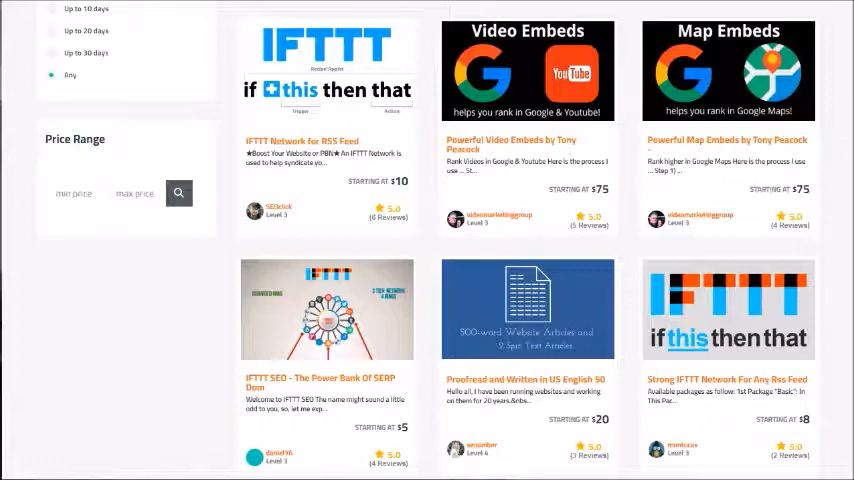 Up to 10 days
Up to 20 days
Up to 30 days
Any
Price Range
min price
max price
IFTTT
Recipe/Applet
if this then that
Trigger
Action
IFTTT Network for RSS Feed
★Boost Your Website or PBN★ An IFTTT Network is
used to help syndicate yo...
STARTING AT $10
SEOclick
Level 3
5.0
(6 Reviews)
Video Embeds
G
YouTube
helps you rank in Google & Youtube!
Powerful Video Embeds by Tony
Peacock
Rank Videos in Google & Youtube Here is the process I
use ... St...
STARTING AT $75
videomarketinggroup
Level 3
5.0
(5 Reviews)
Map Embeds
G
helps you rank in Google Maps!
Powerful Map Embeds by Tony Peacock
-
Rank higher in Google Maps Here is the process I use
... Step 1) ...
STARTING AT $75
videomarketinggroup
Level 3
5.0
(4 Reviews)
IFTTT
IFTTT SEO - The Power Bank Of SERP
Dom
Welcome to IFTTT SEO The name might sound a little
odd to you, so, let me exp...
STARTING AT $5
Level 3
5.0
(4 Reviews)
500-word Website Articles and
2 Spin Text Articles
Proofread and Written in US English 50
Hello all, I have been running websites and working
on them for 20 years.&nbs...
STARTING AT $20
Level 4
5.0
(3 Reviews)
IFTTT
if this then that
Strong IFTTT Network For Any Rss Feed
Available packages as follow: 1st Package "Basic": In
This Pac...
STARTING AT $8
Level 3
5.0
(2 Reviews)